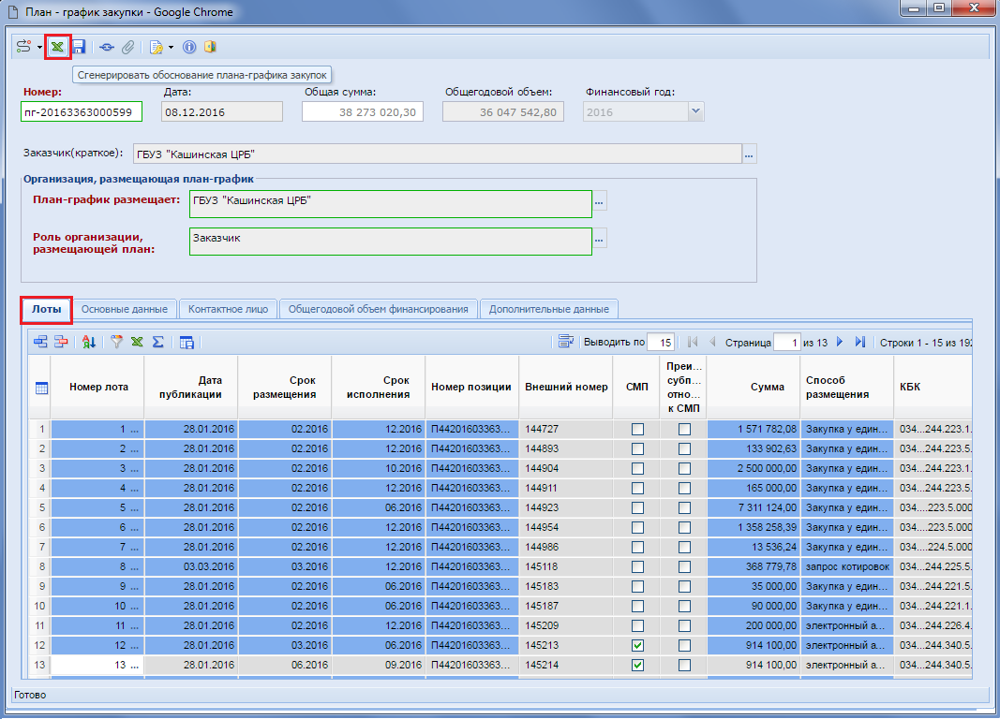 План - график закупки - Google Chrome
Сгенерировать обоснование плана-графика закупок
Номер: Дата: Общая сумма: Общегодовой объем: Финансовый год:
пг-20163363000599 08.12.2016 38 273 020,30 36 047 542,80 2016
Заказчик(краткое): ГБУЗ "Кашинская ЦРБ" ...
Организация, размещающая план-график
План-график размещает: ГБУЗ "Кашинская ЦРБ" ...
Роль организации, размещающей план: Заказчик ...
Лоты Основные данные Контактное лицо Общегодовой объем финансирования Дополнительные данные
Выводить по 15 Страница 1 из 13 Строки 1 - 15 из 192
Номер лота Дата публикации Срок размещения Срок исполнения Номер позиции Внешний номер СМП Преи... субп... отно... к СМП Сумма Способ размещения КБК
1 1 ... 28.01.2016 02.2016 12.2016 П44201603363... 144727 1 571 782,08 Закупка у един... 034...244.223.1.
2 2 ... 28.01.2016 02.2016 12.2016 П44201603363... 144893 133 902,63 Закупка у един... 034...244.223.5.
3 3 ... 28.01.2016 02.2016 10.2016 П44201603363... 144904 2 500 000,00 Закупка у един... 034...244.223.1.
4 4 ... 28.01.2016 02.2016 12.2016 П44201603363... 144911 165 000,00 Закупка у един... 034...244.223.5.
5 5 ... 28.01.2016 02.2016 06.2016 П44201603363... 144923 7 311 124,00 Закупка у един... 034....223.5.000
6 6 ... 28.01.2016 02.2016 12.2016 П44201603363... 144954 1 358 258,39 Закупка у един... 034....223.5.000
7 7 ... 28.01.2016 02.2016 12.2016 П44201603363... 144986 13 536,24 Закупка у един... 034....224.5.000
8 8 ... 03.03.2016 03.2016 12.2016 П44201603363... 145118 368 779,78 запрос котировок 034...244.225.5.
9 9 ... 28.01.2016 02.2016 06.2016 П44201603363... 145183 35 000,00 Закупка у един... 034...244.221.5.
10 10 ... 28.01.2016 02.2016 06.2016 П44201603363... 145187 90 000,00 Закупка у един... 034...244.221.1.
11 11 ... 28.01.2016 02.2016 12.2016 П44201603363... 145209 200 000,00 электронный а... 034...244.226.4.
12 12 ... 28.01.2016 03.2016 06.2016 П44201603363... 145213 914 100,00 электронный а... 034...244.340.5.
13 13 ... 28.01.2016 06.2016 09.2016 П44201603363... 145214 914 100,00 электронный а... 034...244.340.5.
Готово